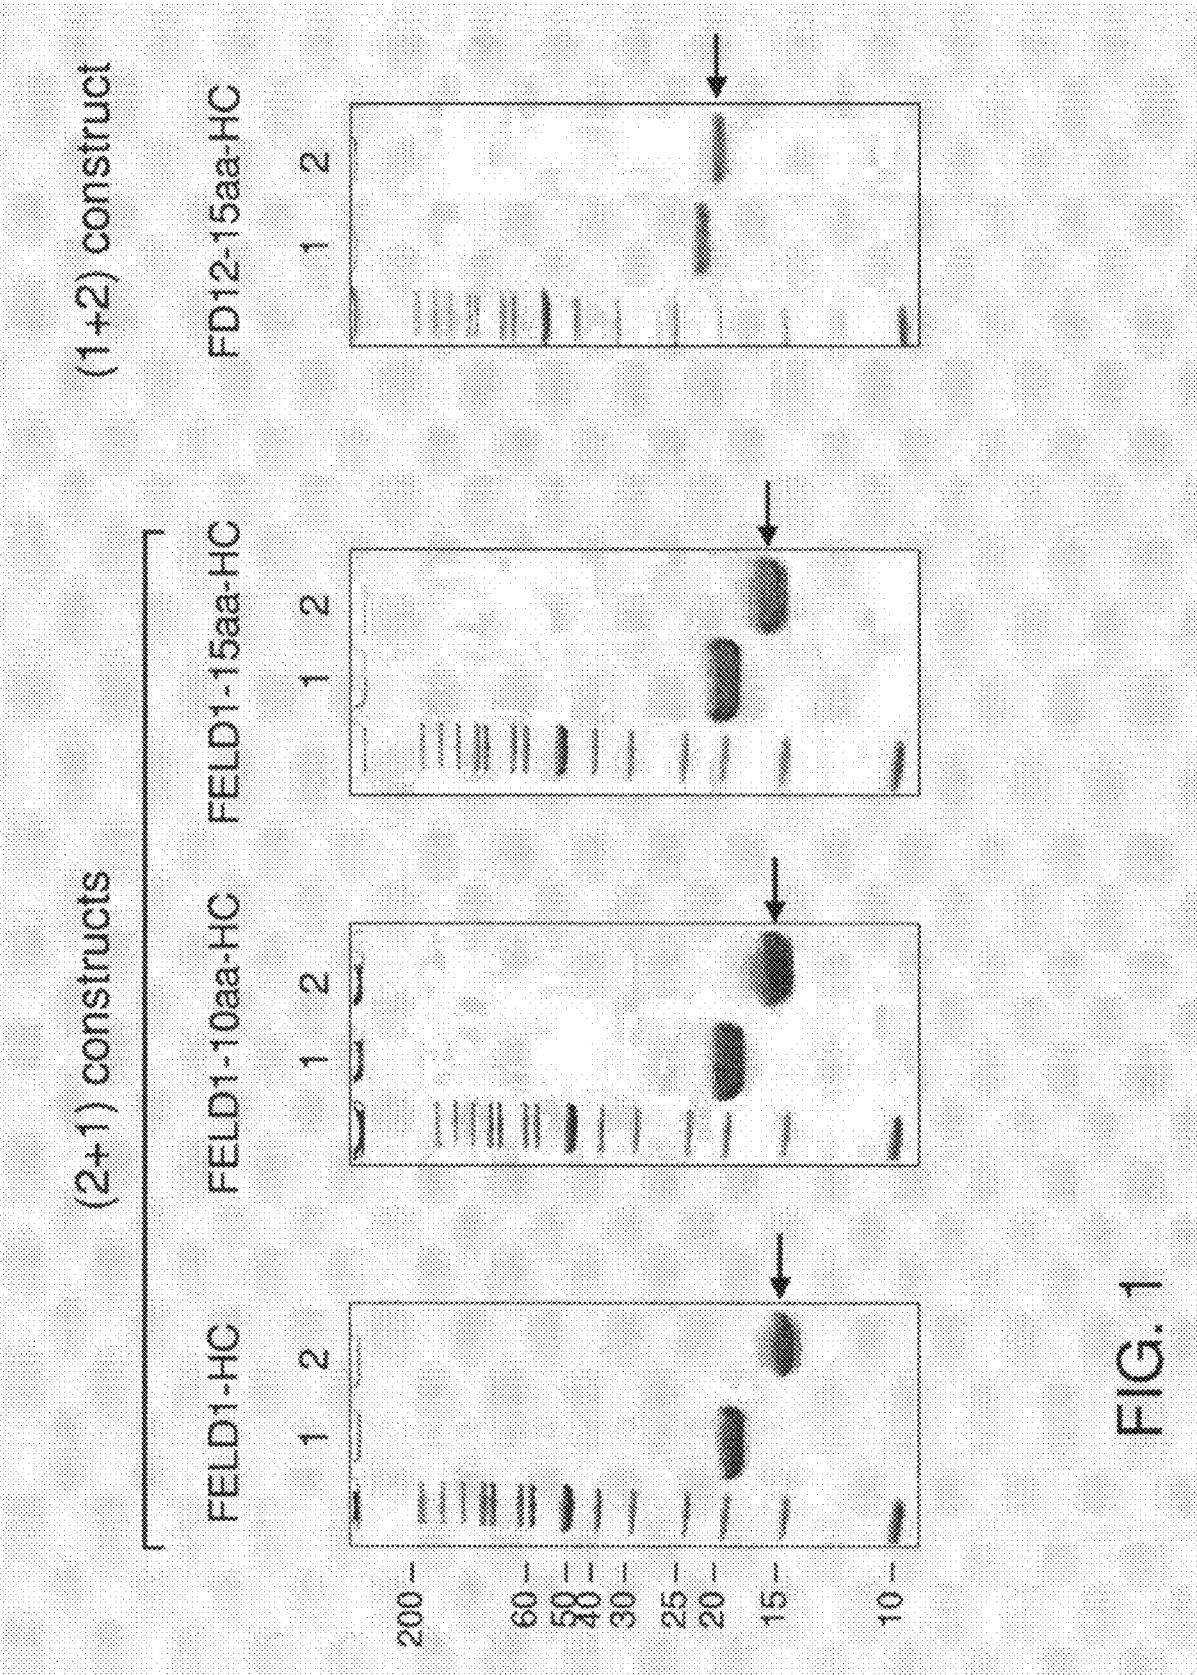 (2+1) constructs
(1+2) construct
FELD1-HC
FELD1-10aa-HC
FELD1-15aa-HC
FD12-15aa-HC
1 2
1 2
1 2
1 2
200
60
50
40
30
25
20
15
10
FIG. 1